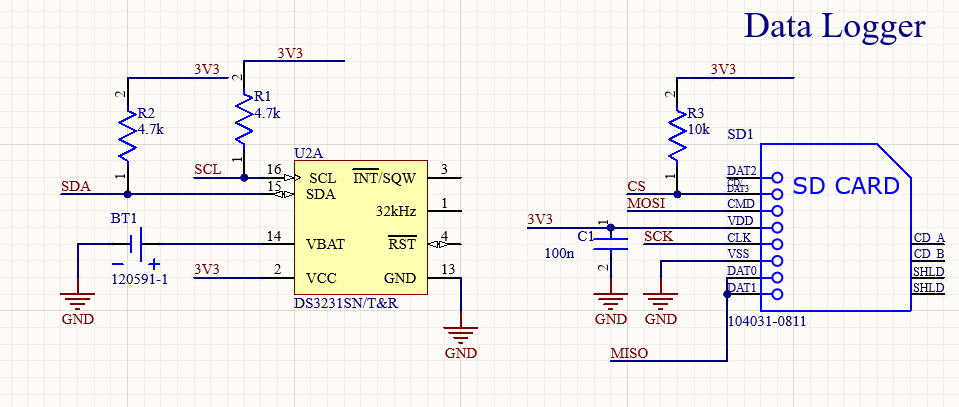 Data Logger
3V3
3V3
3V3
2
2
2
R2
4.7k
R1
4.7k
R3
10k
SD1
1
1
1
U2A
SCL
SDA
16
15
SCL
SDA
INT/SQW
3
32kHz
1
RST
4
BT1
14
VBAT
120591-1
3V3
2
VCC
GND
13
DS3231SN/T&R
GND
GND
CS
MOSI
3V3
SCK
C1
100n
1
2
GND
GND
MISO
DAT2
CD/
DAT3
CMD
VDD
CLK
VSS
DAT0
DAT1
SD CARD
CD_A
CD_B
SHLD
SHLD
104031-0811